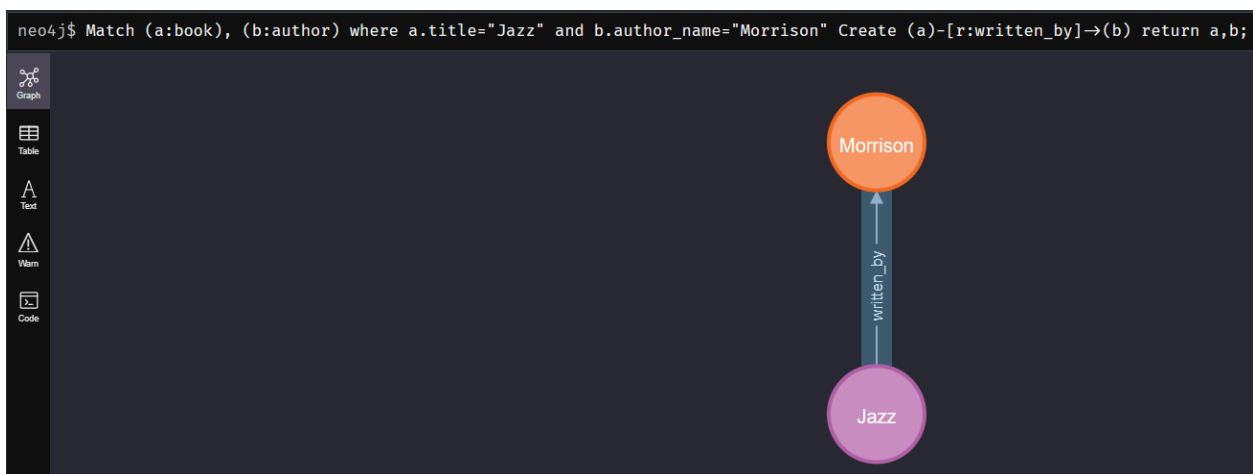 neo4j$ Match (a:book), (b:author) where a.title="Jazz" and b.author_name="Morrison" Create (a)-[r:written_by]→(b) return a,b;
Graph
Table
Text
Warn
Code
Morrison
written_by
Jazz